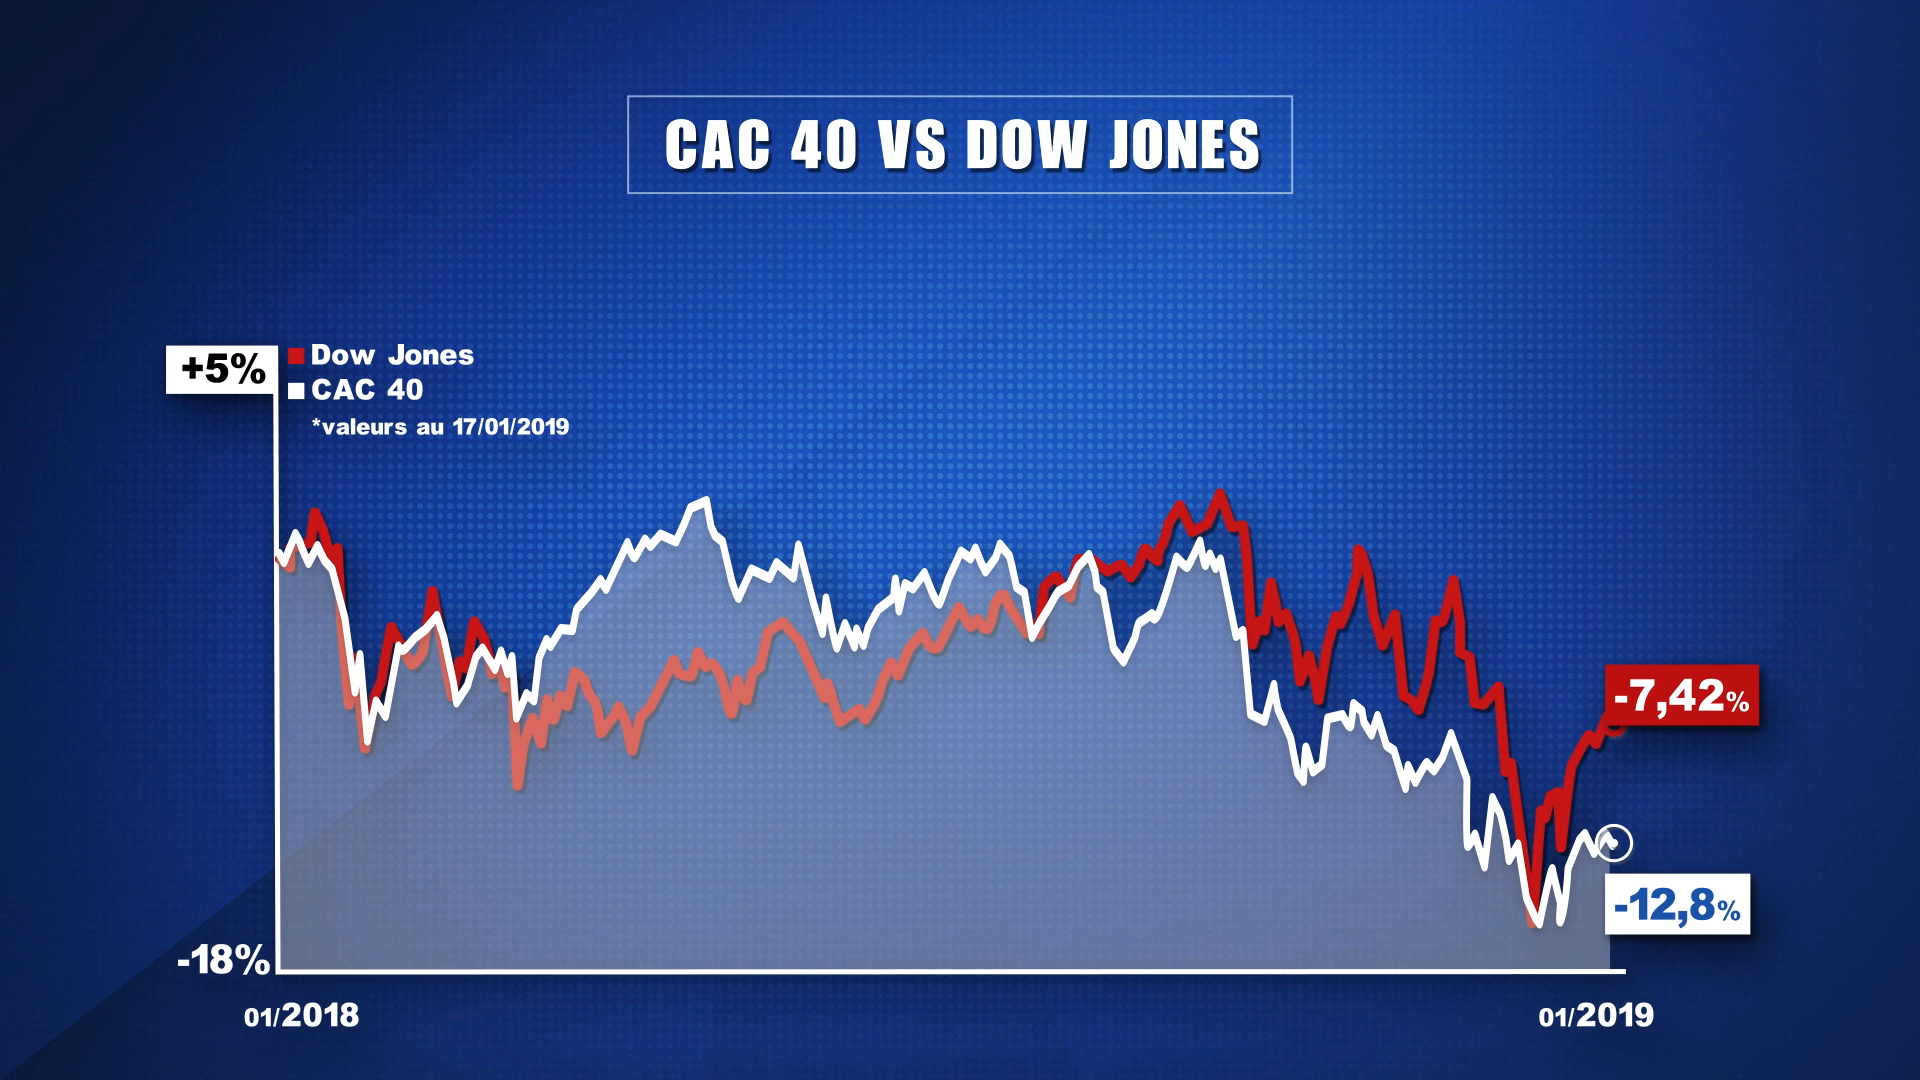 CAC 40 VS DOW JONES
+5%
Dow Jones
CAC 40
*valeurs au 17/01/2019
-7,42%
-12,8%
-18%
01/2018
01/2019